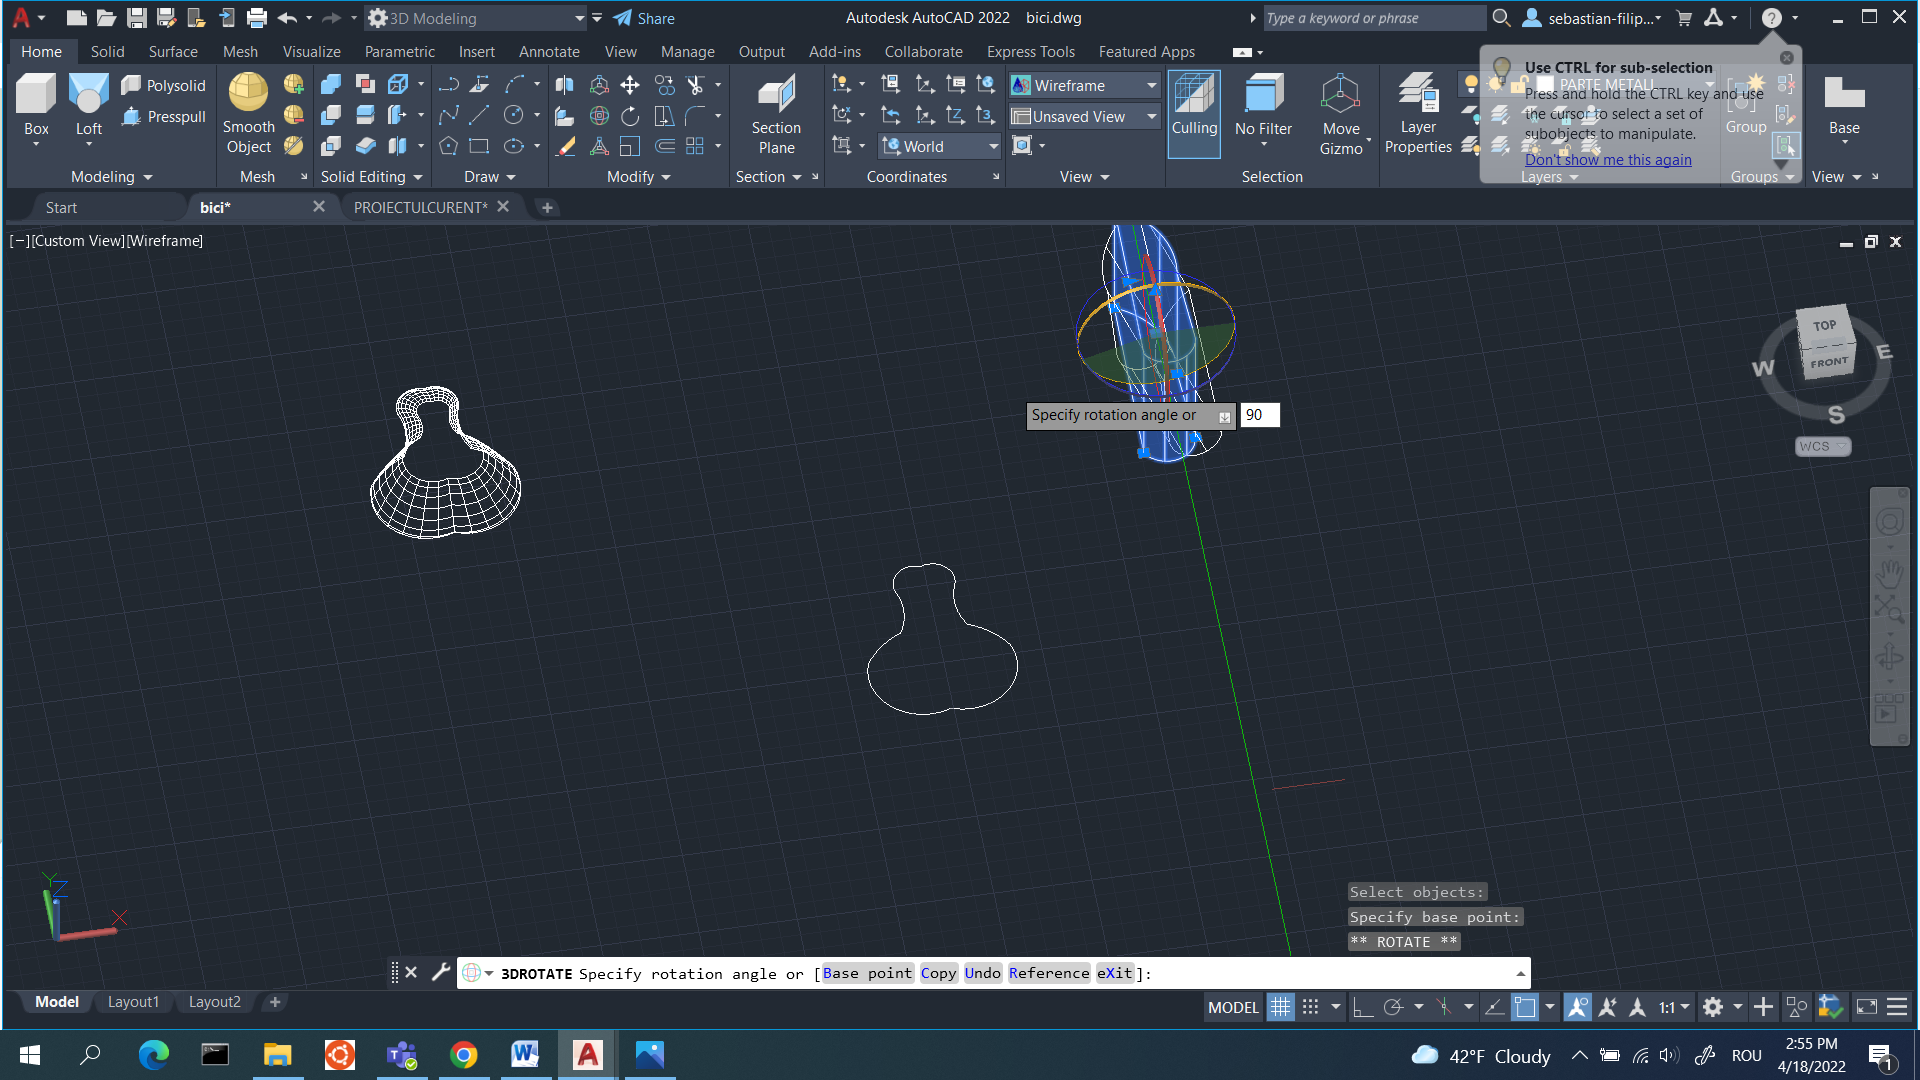 3D Modeling
Share
Autodesk AutoCAD 2022 bici.dwg
Type a keyword or phrase
sebastian-filip...
Home Solid Surface Mesh Visualize Parametric Insert Annotate View Manage Output Add-ins Collaborate Express Tools Featured Apps
Box
Loft
Polysolid
Presspull
Modeling
Smooth
Object
Mesh
Solid Editing
Draw
Modify
Section
Plane
Section
World
Coordinates
Wireframe
Unsaved View
View
Culling
No Filter
Move
Gizmo
Selection
Layer
Properties
PARTE METALI
Layers
Use CTRL for sub-selection
Press and hold the CTRL key and use
the cursor to select a set of
subobjects to manipulate.
Don't show me this again
Group
Groups
Base
View
Start
bici*
PROIECTULCURENT*
[−][Custom View][Wireframe]
TOP
FRONT
W
E
S
WCS
Specify rotation angle or 90
Y
Z
X
Select objects:
Specify base point:
** ROTATE **
3DROTATE Specify rotation angle or [Base point Copy Undo Reference eXit]:
Model Layout1 Layout2
MODEL
1:1
42°F Cloudy
ROU
2:55 PM
4/18/2022
1